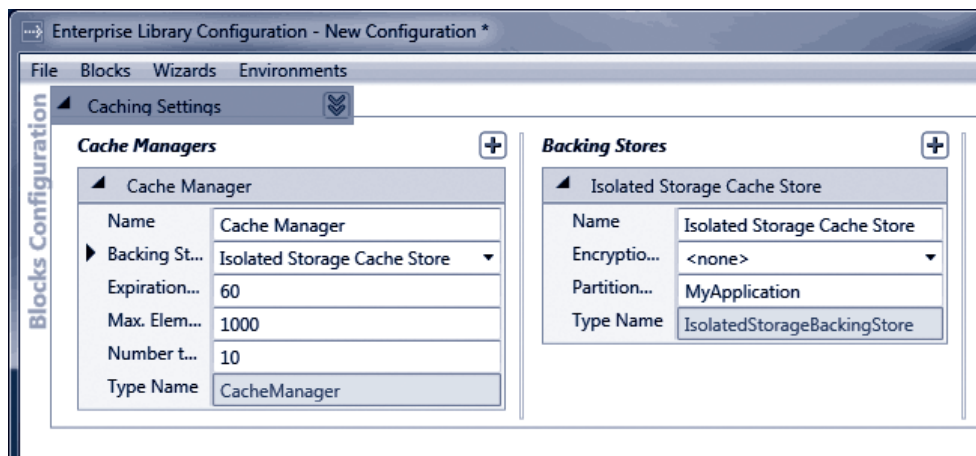 Enterprise Library Configuration - New Configuration *
File Blocks Wizards Environments
Blocks Configuration
Caching Settings
Cache Managers
Cache Manager
Name Cache Manager
Backing St... Isolated Storage Cache Store
Expiration... 60
Max. Elem... 1000
Number t... 10
Type Name CacheManager
Backing Stores
Isolated Storage Cache Store
Name Isolated Storage Cache Store
Encryptio... <none>
Partition... MyApplication
Type Name IsolatedStorageBackingStore